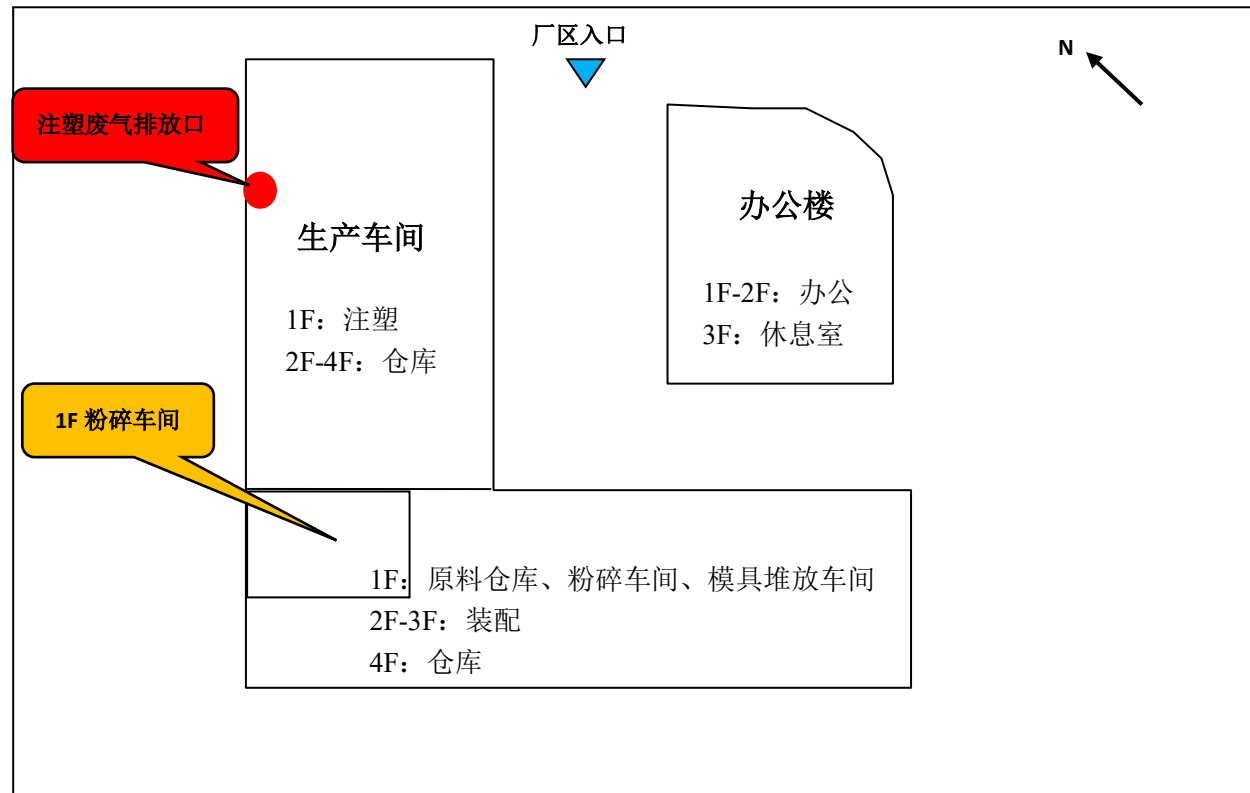 厂区入口
N
注塑废气排放口
生产车间
1F：注塑
2F-4F：仓库
办公楼
1F-2F：办公
3F：休息室
1F 粉碎车间
1F：原料仓库、粉碎车间、模具堆放车间
2F-3F：装配
4F：仓库